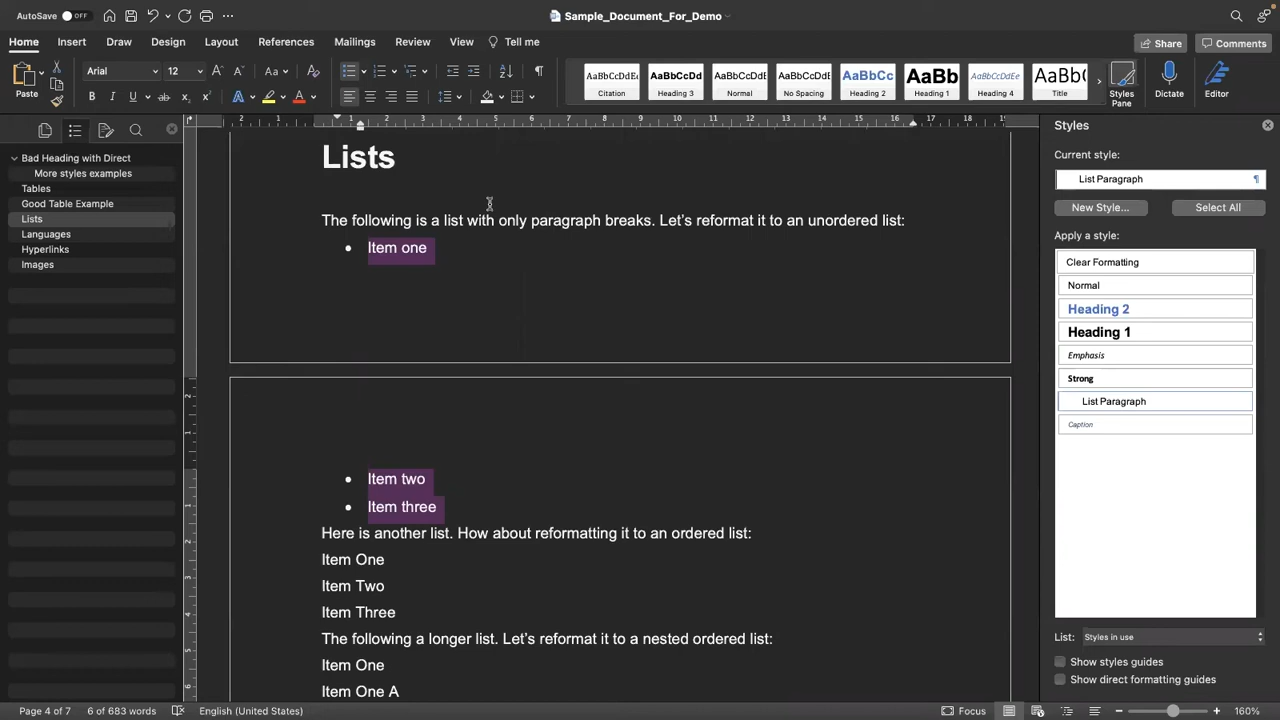 AutoSave OFF
Sample_Document_For_Demo
Home Insert Draw Design Layout References Mailings Review View Tell me
Share Comments
Paste
Arial 12
AaBbCcDdEe
Citation
AaBbCcDd
Heading 3
AaBbCcDdE
Normal
AaBbCcDdE
No Spacing
AaBbCc
Heading 2
AaBb
Heading 1
AaBbCcDdEe
Heading 4
AaBb
Title
Styles Pane
Dictate
Editor
Bad Heading with Direct
More styles examples
Tables
Good Table Example
Lists
Languages
Hyperlinks
Images
Lists
The following is a list with only paragraph breaks. Let's reformat it to an unordered list:
• Item one
• Item two
• Item three
Here is another list. How about reformatting it to an ordered list:
Item One
Item Two
Item Three
The following a longer list. Let's reformat it to a nested ordered list:
Item One
Item One A
Styles
Current style:
List Paragraph
New Style... Select All
Apply a style:
Clear Formatting
Normal
Heading 2
Heading 1
Emphasis
Strong
List Paragraph
Caption
List: Styles in use
Show styles guides
Show direct formatting guides
Page 4 of 7 6 of 683 words English (United States) Focus 160%